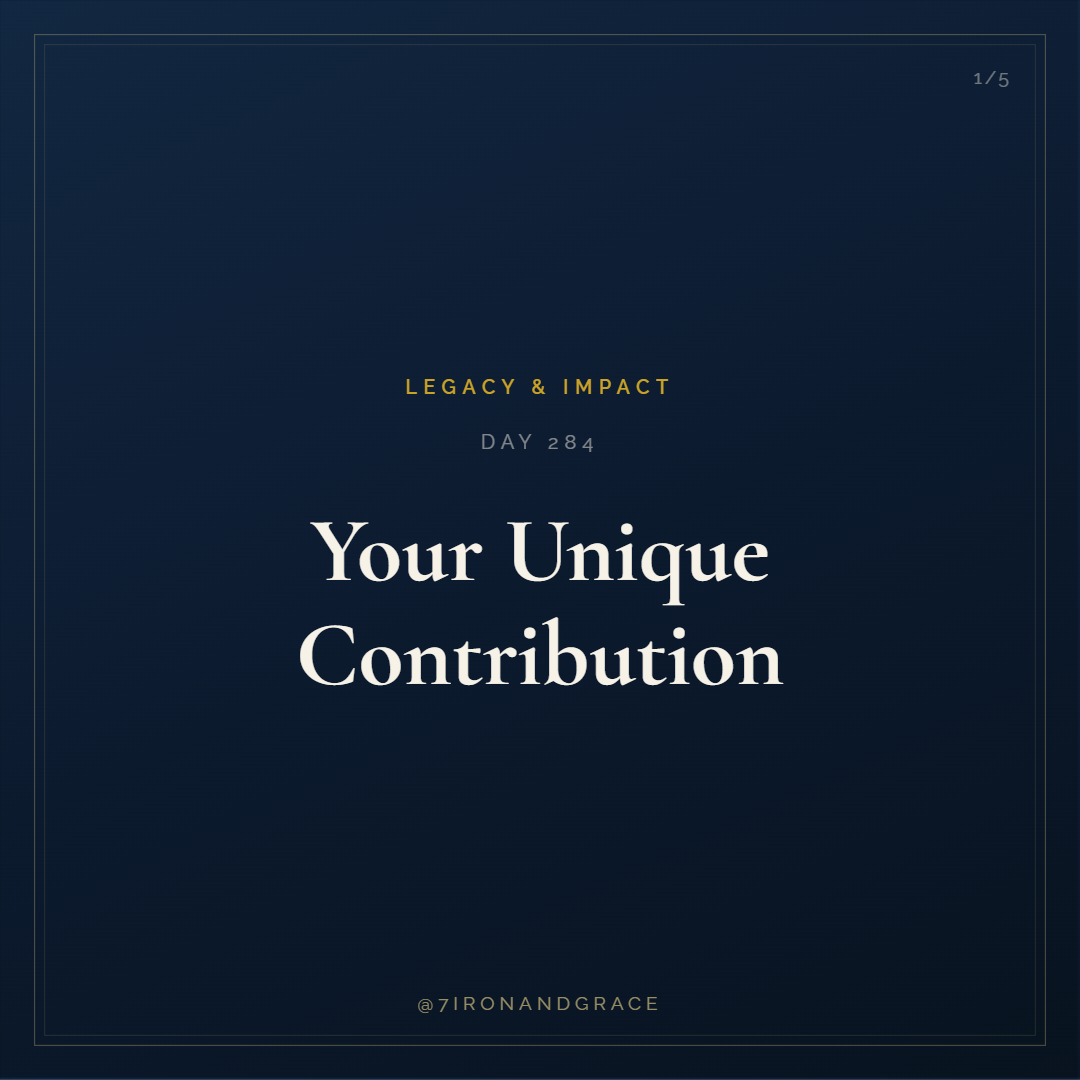 1/5
LEGACY & IMPACT
DAY 284
Your Unique
Contribution
@7IRONANDGRACE